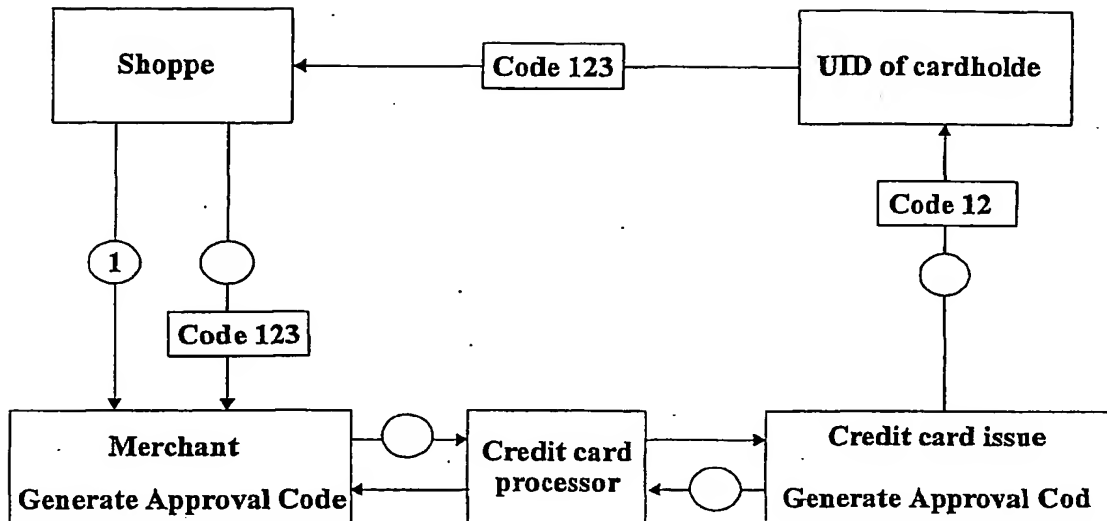 Shoppe
Code 123
UID of cardholde
Code 12
1
Code 123
Merchant
Generate Approval Code
Credit card
processor
Credit card issue
Generate Approval Cod